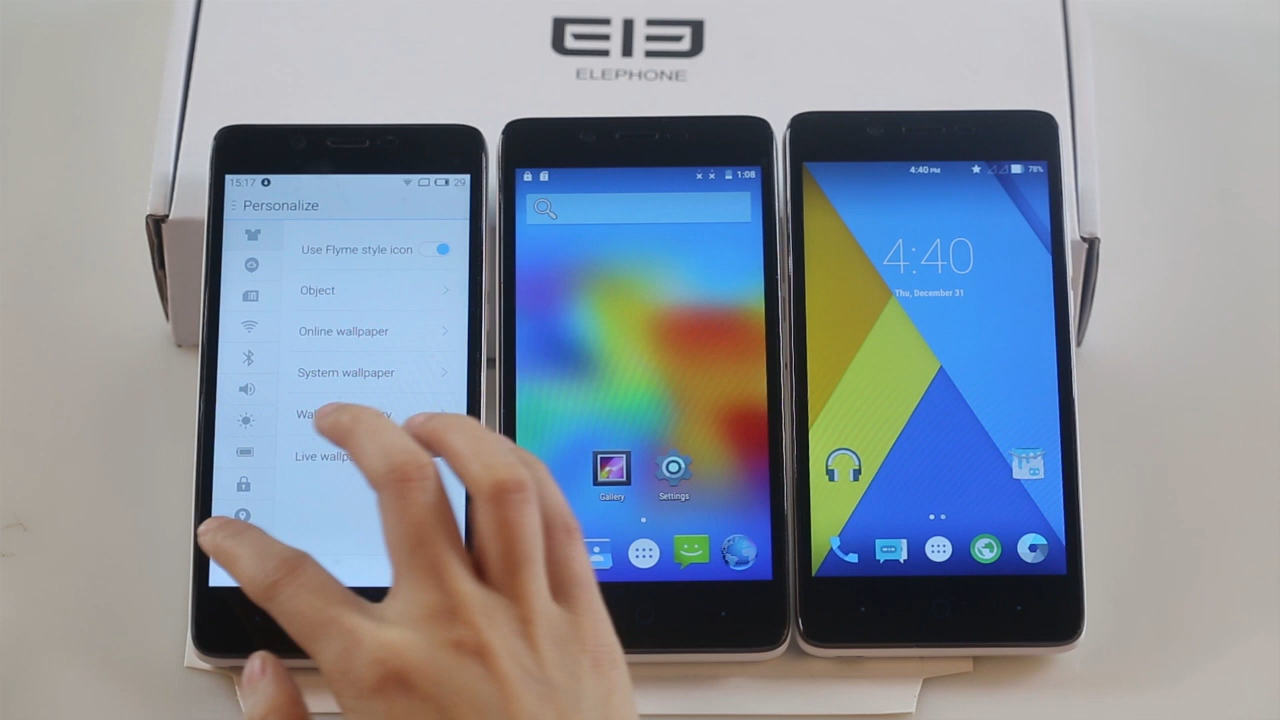 ELEPHONE
15:17
29
Personalize
Use Flyme style icon
Object
Online wallpaper
System wallpaper
Live
1:08
Gallery
Settings
4:40 PM
78%
4:40
Thu, December 31